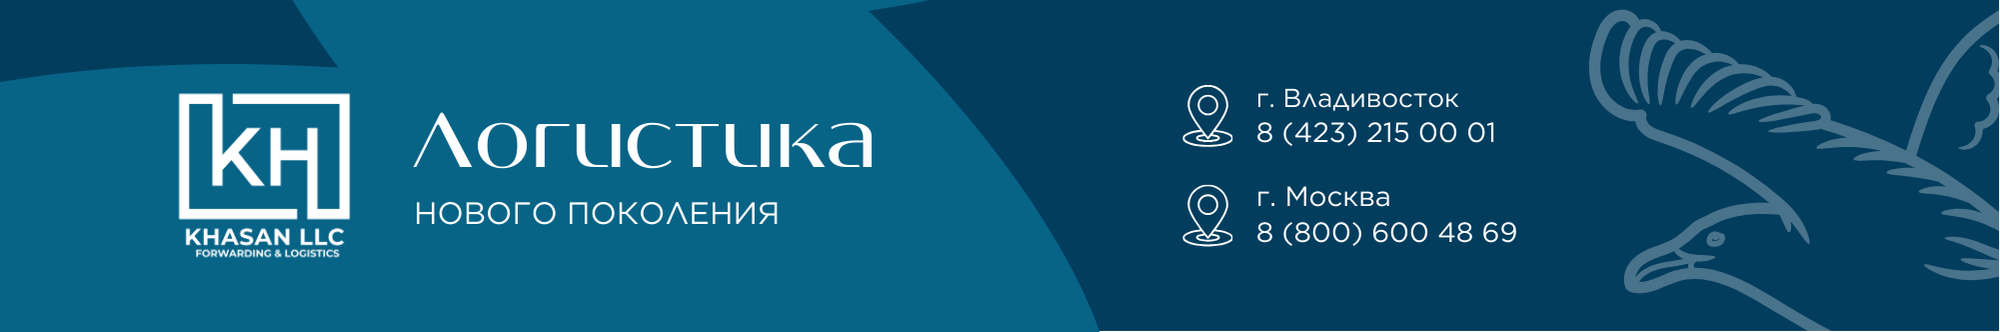 KH
KHASAN LLC
FORWARDING & LOGISTICS
Логистика
НОВОГО ПОКОЛЕНИЯ
г. Владивосток
8 (423) 215 00 01
г. Москва
8 (800) 600 48 69